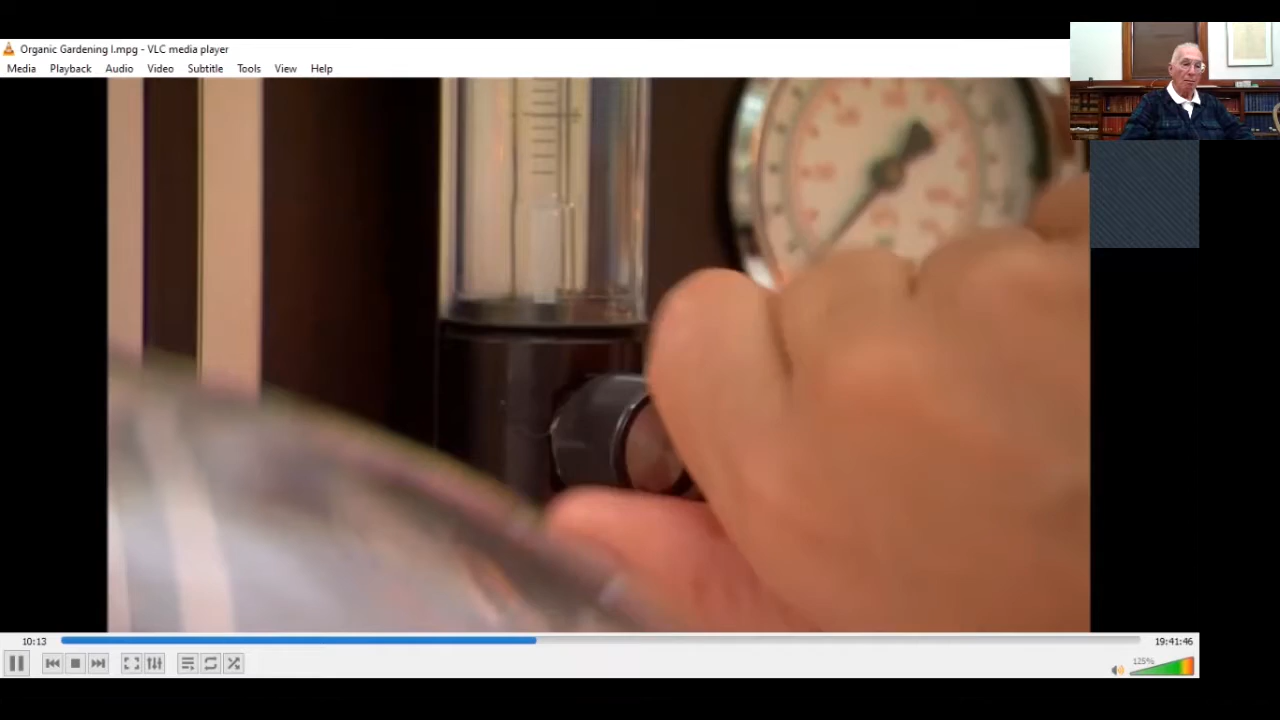 Organic Gardening I.mpg - VLC media player
Media Playback Audio Video Subtitle Tools View Help
10:13 19:41:46
125%